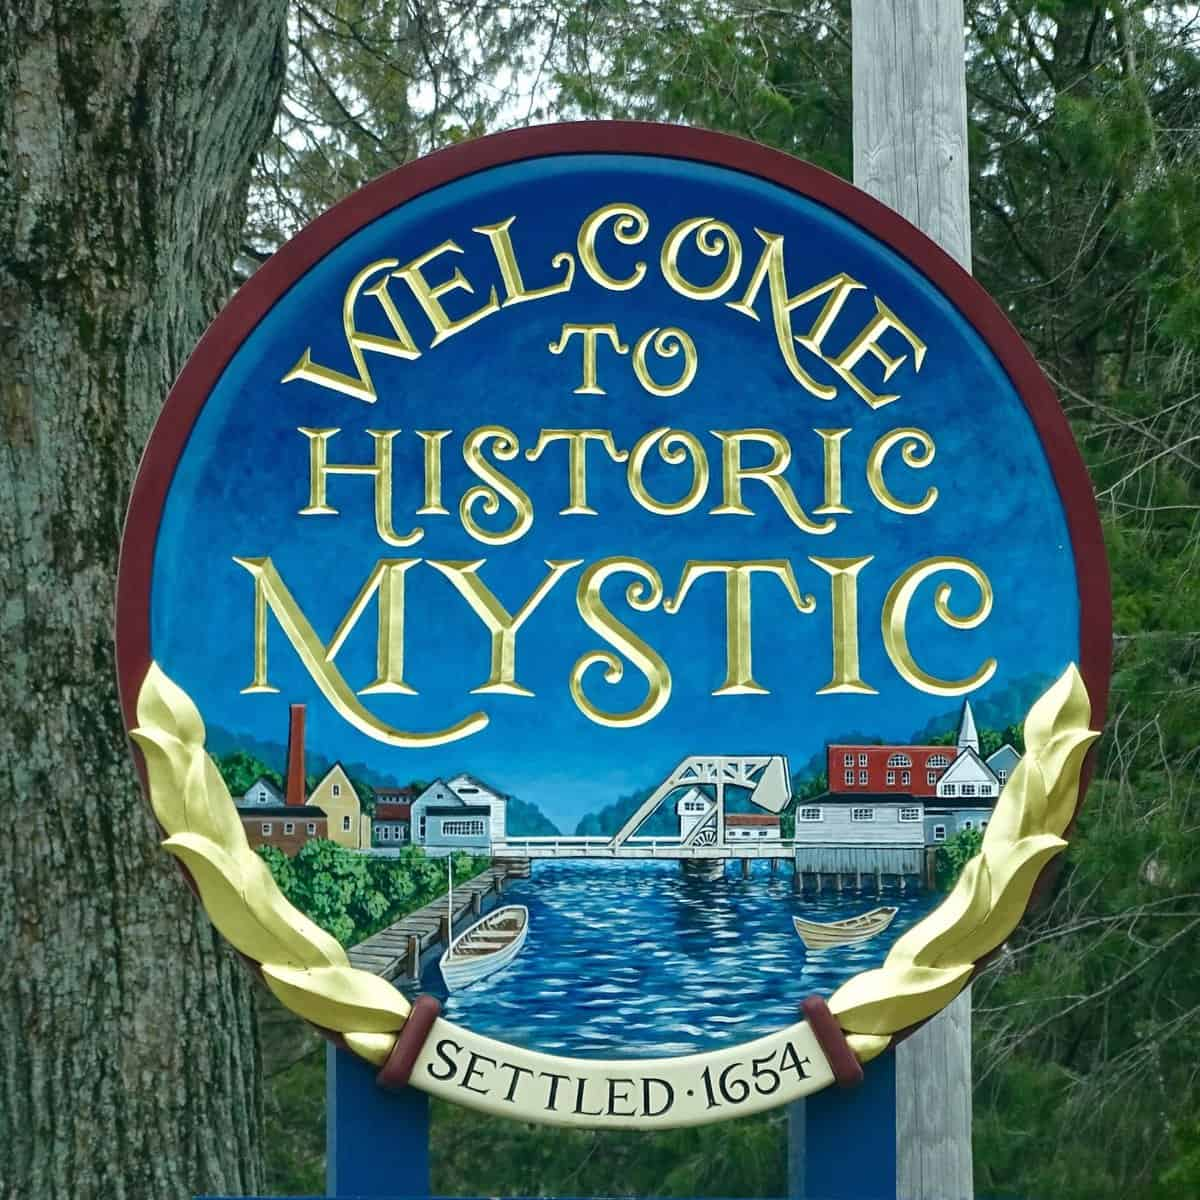 WELCOME
TO
HISTORIC
MYSTIC
SETTLED · 1654